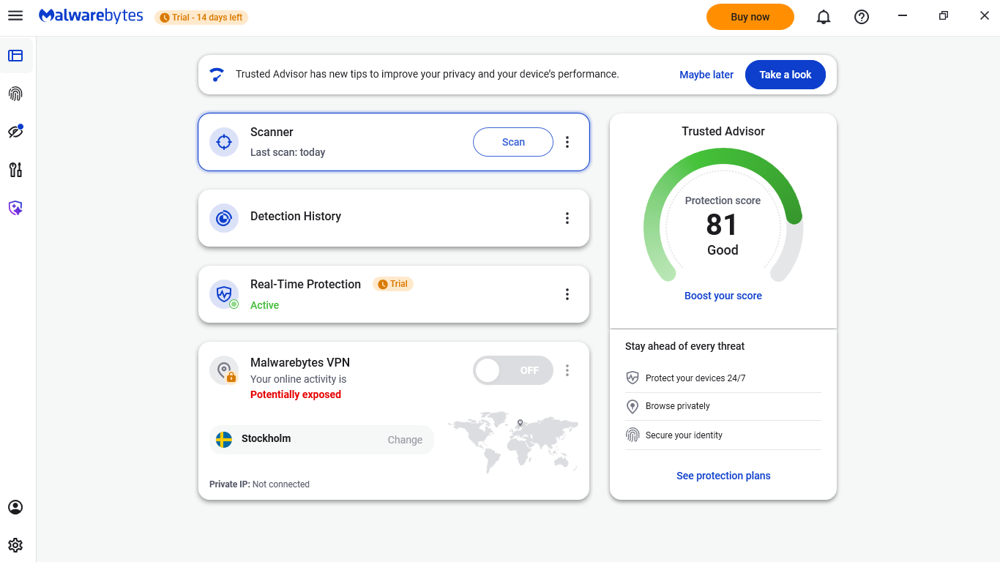 Malwarebytes
Trial - 14 days left
Buy now
Trusted Advisor has new tips to improve your privacy and your device’s performance.
Maybe later
Take a look
Scanner
Last scan: today
Scan
Detection History
Real-Time Protection
Trial
Active
Malwarebytes VPN
Your online activity is
Potentially exposed
OFF
Stockholm
Change
Private IP: Not connected
Trusted Advisor
Protection score
81
Good
Boost your score
Stay ahead of every threat
Protect your devices 24/7
Browse privately
Secure your identity
See protection plans